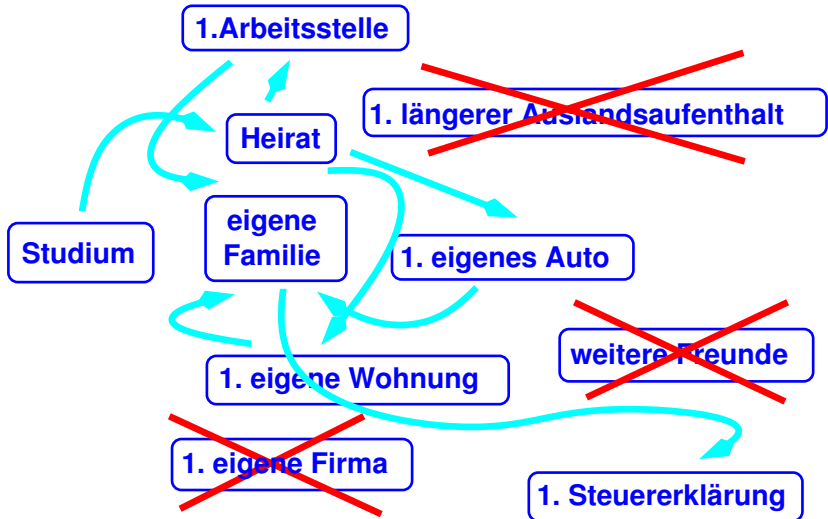 1.Arbeitsstelle
1. längerer Auslandsaufenthalt
Heirat
eigene
Familie
Studium
1. eigenes Auto
weitere Freunde
1. eigene Wohnung
1. eigene Firma
1. Steuererklärung